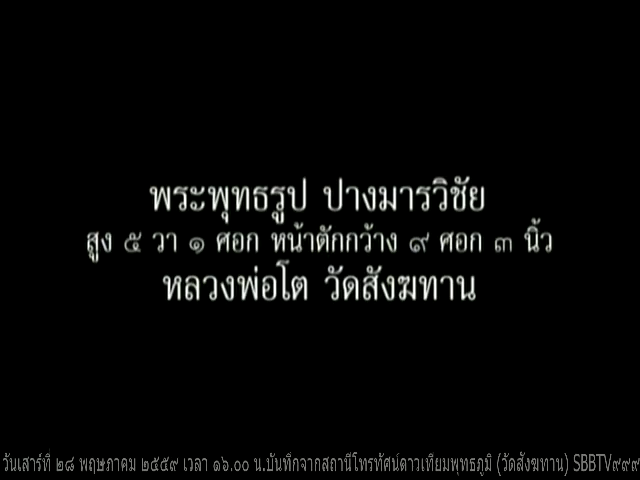 พระพุทธรูป ปางมารวิชัย
สูง ๕ วา ๑ ศอก หน้าตักกว้าง ๙ ศอก ๓ นิ้ว
หลวงพ่อโต วัดสังฆทาน
วันเสาร์ที่ ๒๘ พฤษภาคม ๒๕๕๙ เวลา ๑๖.๐๐ น.บันทึกจากสถานีโทรทัศน์ดาวเทียมพุทธภูมิ (วัดสังฆทาน) SBBTV๙๙๙